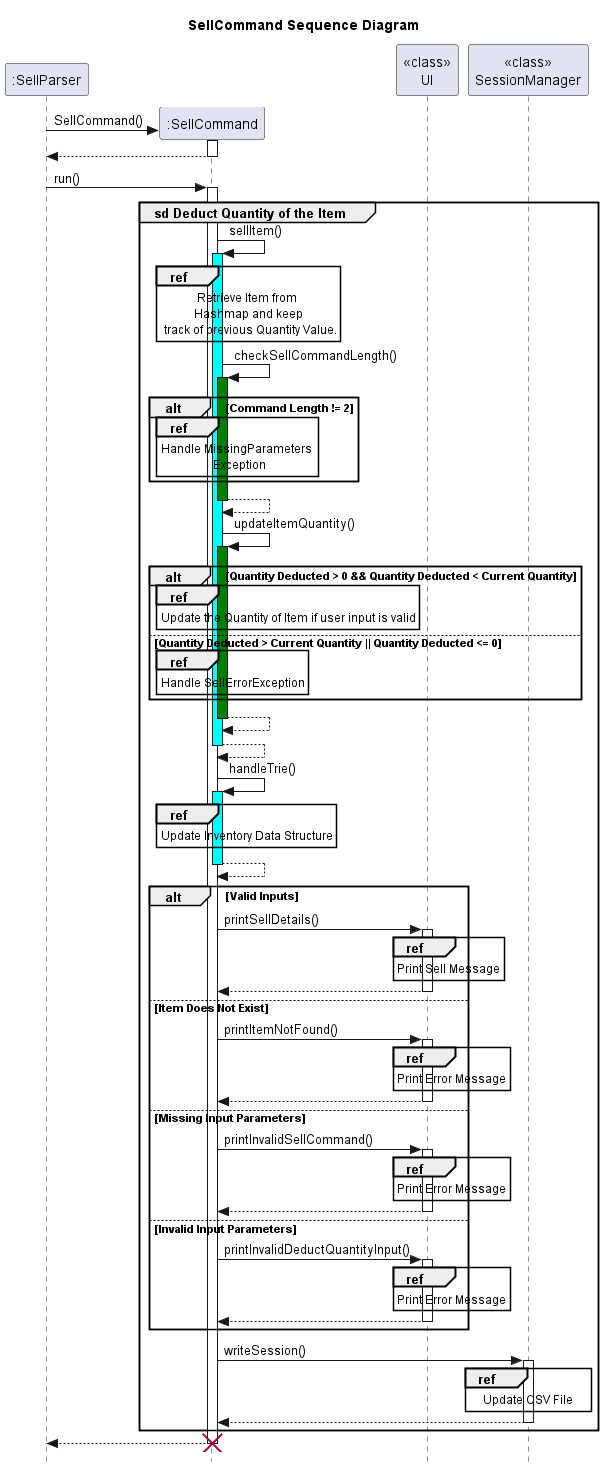 SellCommand Sequence Diagram
:SellParser
«class»
UI
«class»
SessionManager
SellCommand()
:SellCommand
run()
sd Deduct Quantity of the Item
sellItem()
ref
Retrieve Item from
Hashmap and keep
track of previous Quantity Value.
checkSellCommandLength()
alt
[Command Length != 2]
ref
Handle MissingParameters
Exception
updateItemQuantity()
alt
[Quantity Deducted > 0 && Quantity Deducted < Current Quantity]
ref
Update the Quantity of Item if user input is valid
[Quantity Deducted > Current Quantity || Quantity Deducted <= 0]
ref
Handle SellErrorException
handleTrie()
ref
Update Inventory Data Structure
alt
[Valid Inputs]
printSellDetails()
ref
Print Sell Message
[Item Does Not Exist]
printItemNotFound()
ref
Print Error Message
[Missing Input Parameters]
printInvalidSellCommand()
ref
Print Error Message
[Invalid Input Parameters]
printInvalidDeductQuantityInput()
ref
Print Error Message
writeSession()
ref
Update CSV File